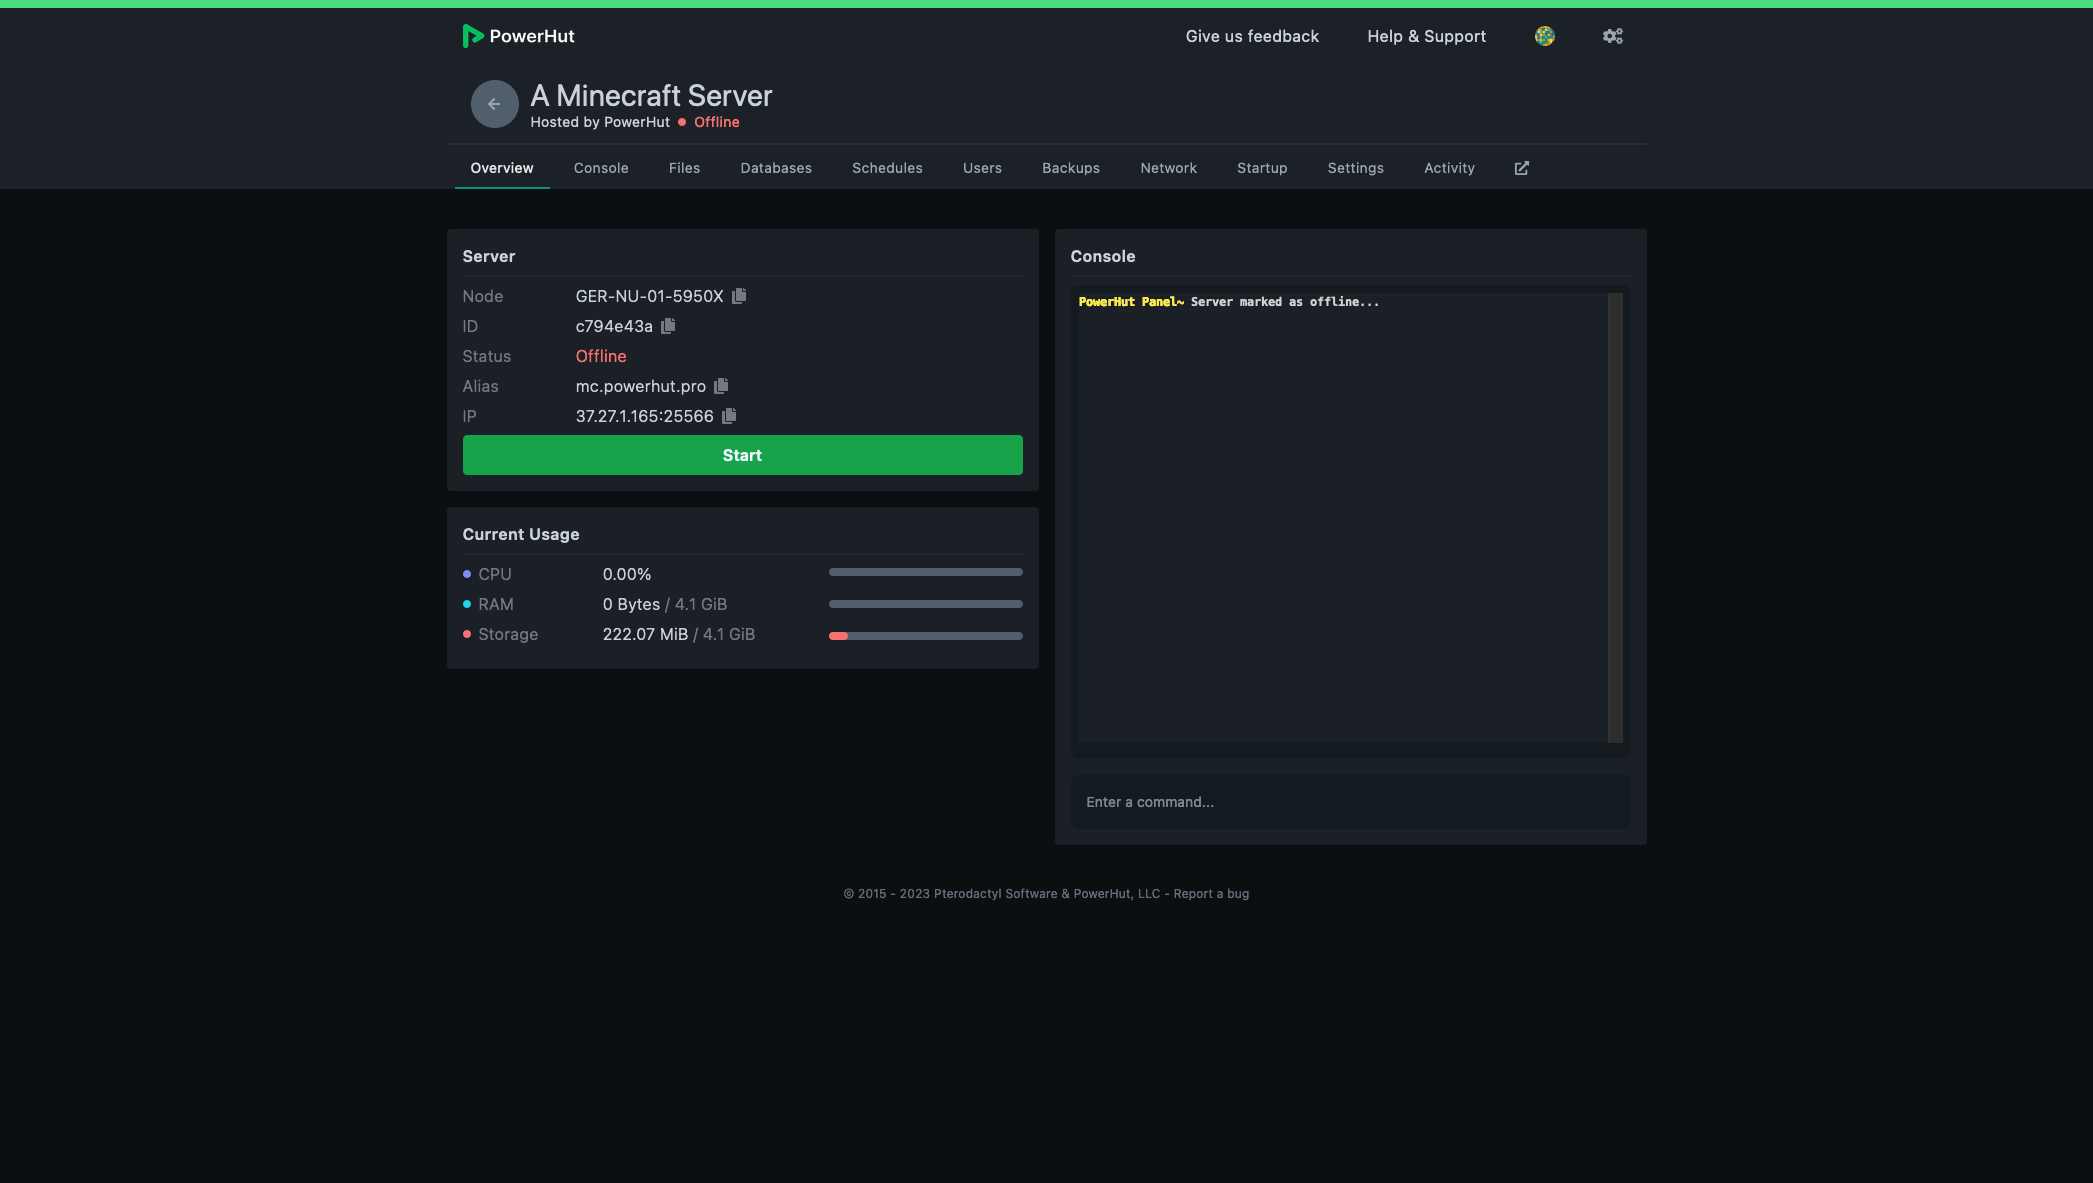 PowerHut
Give us feedback
Help & Support
A Minecraft Server
Hosted by PowerHut
Offline
Overview
Console
Files
Databases
Schedules
Users
Backups
Network
Startup
Settings
Activity
Server
Node GER-NU-01-5950X
ID c794e43a
Status Offline
Alias mc.powerhut.pro
IP 37.27.1.165:25566
Start
Current Usage
CPU 0.00%
RAM 0 Bytes / 4.1 GiB
Storage 222.07 MiB / 4.1 GiB
Console
PowerHut Panel~ Server marked as offline...
Enter a command...
© 2015 - 2023 Pterodactyl Software & PowerHut, LLC - Report a bug